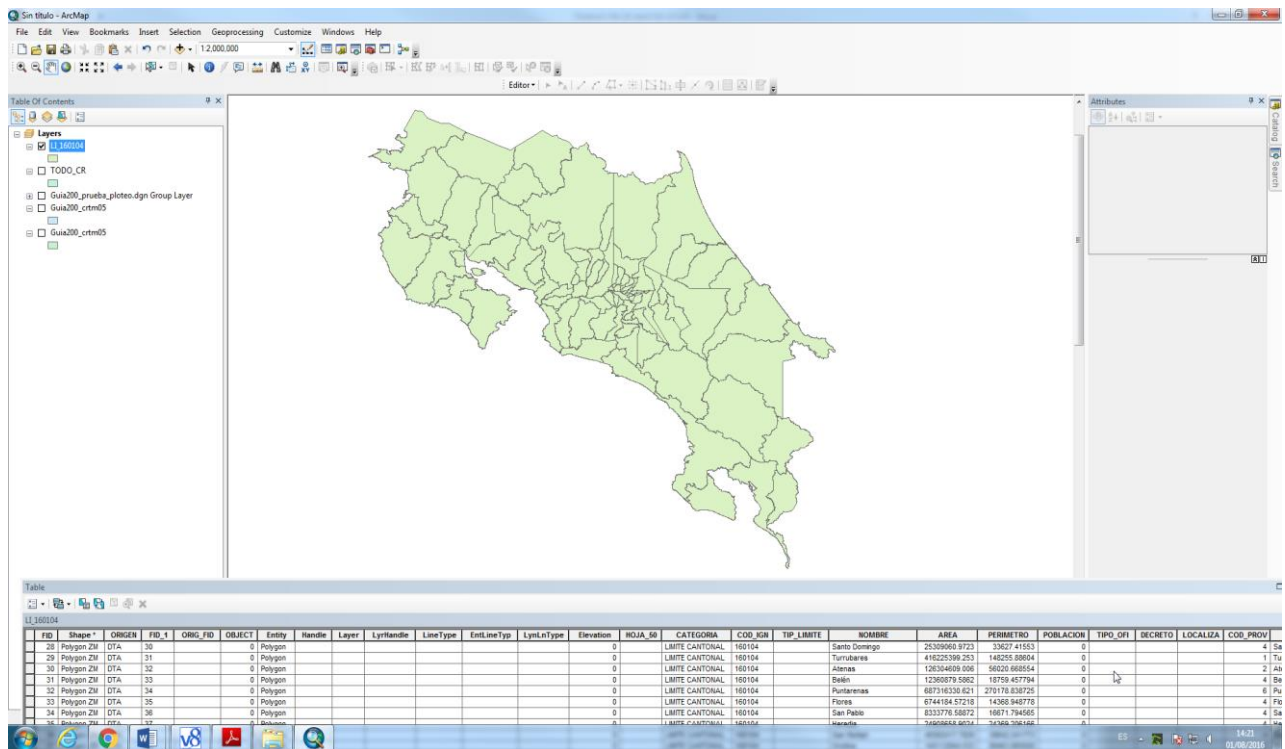 Sin título - ArcMap
File Edit View Bookmarks Insert Selection Geoprocessing Customize Windows Help
1:2,000,000
Editor
Table Of Contents
Layers
LI_160104
TODO_CR
Guia200_prueba_ploteo.dgn Group Layer
Guia200_crtm05
Guia200_crtm05
Attributes
Catalog
Search
Table
LI_160104
FID Shape * ORIGEN FID_1 ORIG_FID OBJECT Entity Handle Layer LyrHandle LineType EntLineTyp LynLnType Elevation HOJA_50 CATEGORIA COD_IGN TIP_LIMITE NOMBRE AREA PERIMETRO POBLACION TIPO_OFI DECRETO LOCALIZA COD_PROV
28 Polygon ZM DTA 30 0 Polygon 0 LIMITE CANTONAL 160104 Santo Domingo 25309060.9723 33627.41553 0 4 Sa
29 Polygon ZM DTA 31 0 Polygon 0 LIMITE CANTONAL 160104 Turrubares 416225399.253 148255.88604 0 1 Tu
30 Polygon ZM DTA 32 0 Polygon 0 LIMITE CANTONAL 160104 Atenas 126384609.006 56020.668554 0 2 Ate
31 Polygon ZM DTA 33 0 Polygon 0 LIMITE CANTONAL 160104 Belén 12360879.5862 18759.457794 0 4 Be
32 Polygon ZM DTA 34 0 Polygon 0 LIMITE CANTONAL 160104 Puntarenas 687316330.621 270178.838725 0 6 Pu
33 Polygon ZM DTA 35 0 Polygon 0 LIMITE CANTONAL 160104 Flores 6744184.57218 14368.948778 0 4 Flo
34 Polygon ZM DTA 36 0 Polygon 0 LIMITE CANTONAL 160104 San Pablo 8333776.58872 16671.794565 0 4 Sa
ES
14:21
01/08/2016